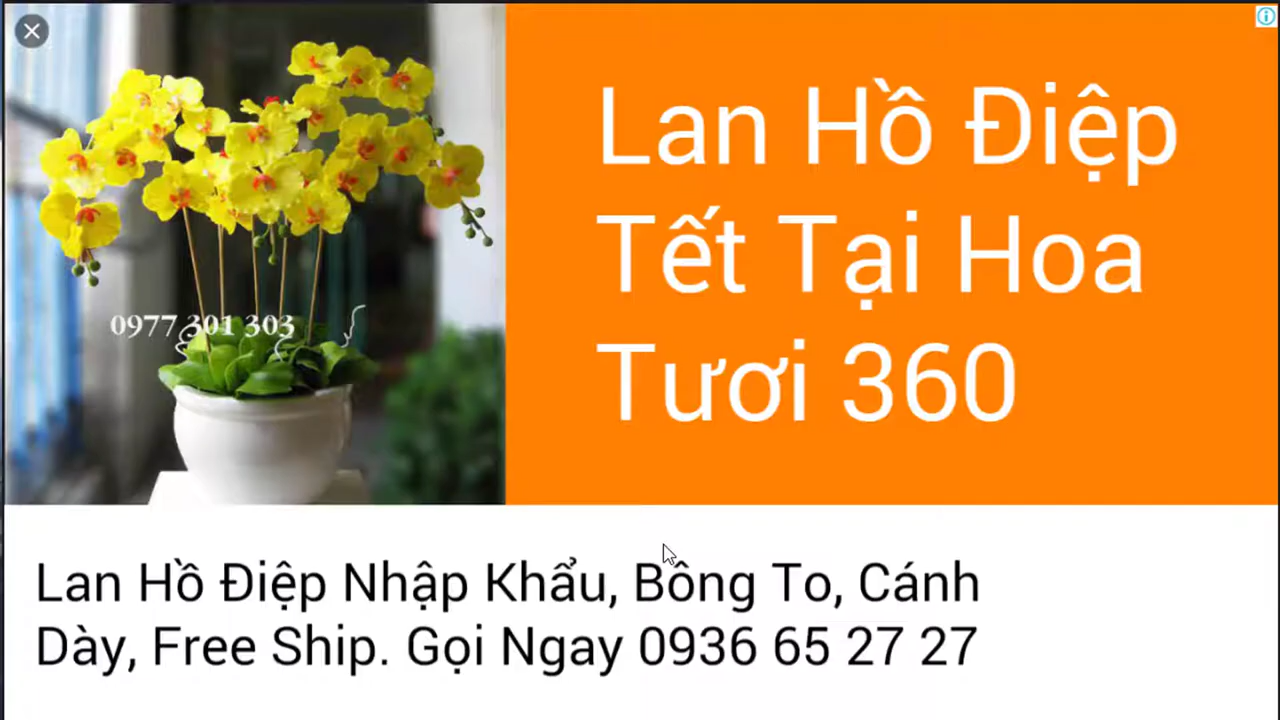 Lan Hồ Điệp
Tết Tại Hoa
Tươi 360
0977 301 303
Lan Hồ Điệp Nhập Khẩu, Bông To, Cánh
Dày, Free Ship. Gọi Ngay 0936 65 27 27